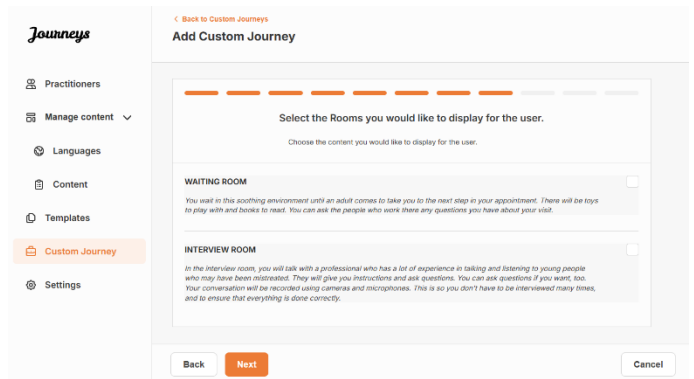 Journeys
Practitioners
Manage content
Languages
Content
Templates
Custom Journey
Settings
< Back to Custom Journeys
Add Custom Journey
Select the Rooms you would like to display for the user.
Choose the content you would like to display for the user.
WAITING ROOM
You wait in this soothing environment until an adult comes to take you to the next step in your appointment. There will be toys
to play with and books to read. You can ask the people who work there any questions you have about your visit.
INTERVIEW ROOM
In the interview room, you will talk with a professional who has a lot of experience in talking and listening to young people
who may have been mistreated. They will give you instructions and ask questions. You can ask questions if you want, too.
Your conversation will be recorded using cameras and microphones. This is so you don't have to be interviewed many times,
and to ensure that everything is done correctly.
Back
Next
Cancel